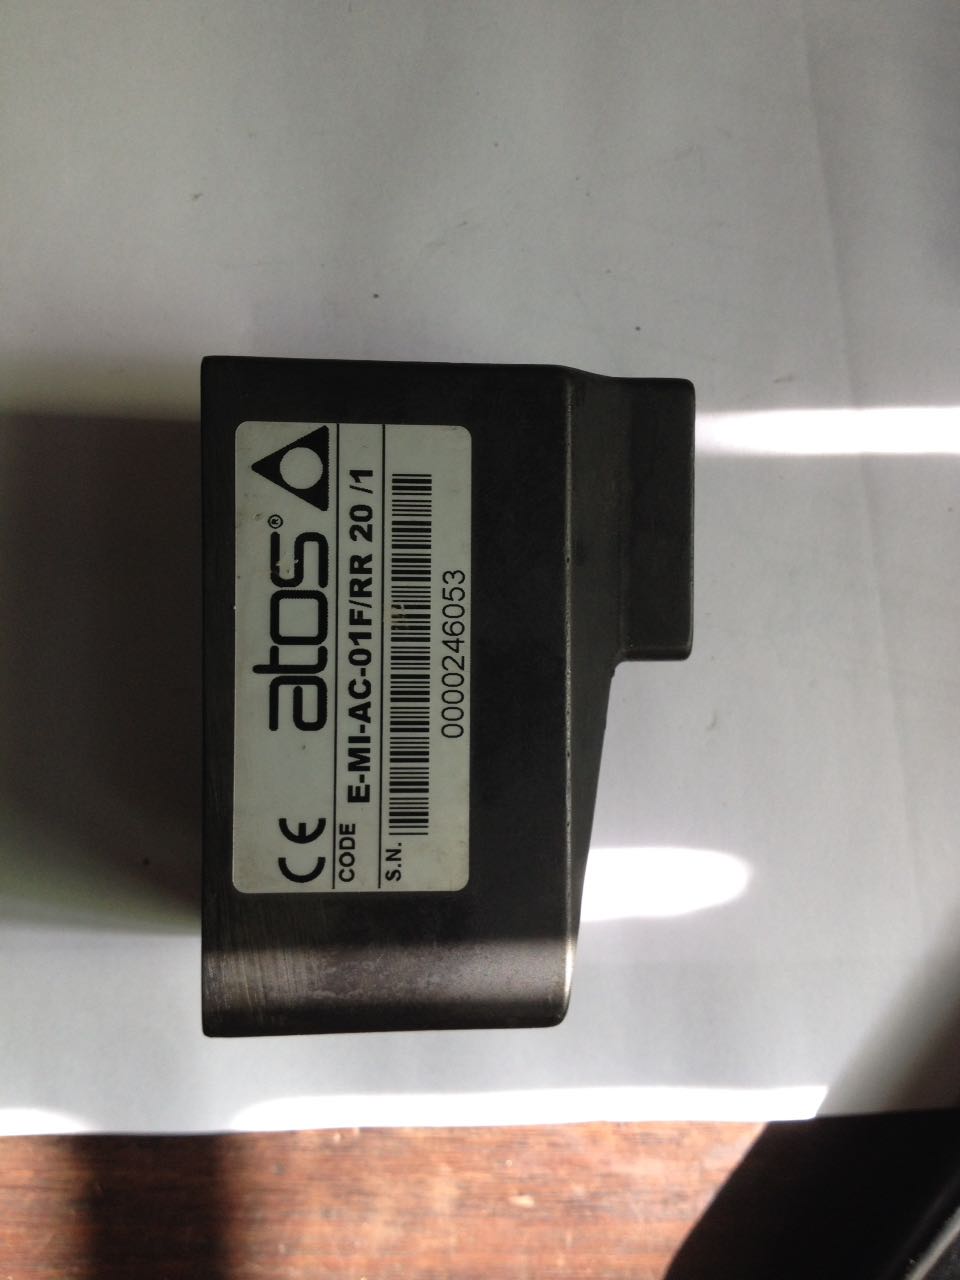 atos®
CE
CODE E-MI-AC-01F/RR 20 /1
S.N.
0000246053